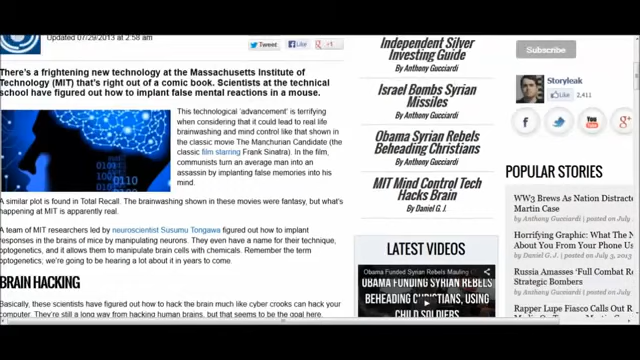 Updated 07/29/2013 at 2:58 am
Tweet
Like
+1
There's a frightening new technology at the Massachusetts Institute of
Technology (MIT) that's right out of a comic book. Scientists at the technical
school have figured out how to implant false mental reactions in a mouse.
This technological 'advancement' is terrifying
when considering that it could lead to real life
brainwashing and mind control like that shown in
the classic movie The Manchurian Candidate (the
classic film starring Frank Sinatra). In the film,
communists turn an average man into an
assassin by implanting false memories into his
mind.
0110
0101
0110
A similar plot is found in Total Recall. The brainwashing shown in these movies were fantasy, but what's
happening at MIT is apparently real.
A team of MIT researchers led by neuroscientist Susumu Tongawa figured out how to implant
responses in the brains of mice by manipulating neurons. They even have a name for their technique,
optogenetics, and it allows them to manipulate brain cells with chemicals. Remember the term
optogenetics; we're going to be hearing a lot about it in years to come.
BRAIN HACKING
Basically, these scientists have figured out how to hack the brain much like cyber crooks can hack your
computer. They're still a long way from hacking human brains, but that seems to be the goal here.
Independent Silver
Investing Guide
By Anthony Gucciardi
Israel Bombs Syrian
Missiles
By Anthony Gucciardi
Obama Syrian Rebels
Beheading Christians
By Anthony Gucciardi
MIT Mind Control Tech
Hacks Brain
By Daniel G. J.
LATEST VIDEOS
Obama Funded Syrian Rebels Mauling
OBAMA FUNDING SYRIAN REBELS
BEHEADING CHRISTIANS, USING
CHILD SOLDIERS
Subscribe
Storyleak
Like 2,411
You
g+
POPULAR STORIES
WW3 Brews As Nation Distracte
Martin Case
by Anthony Gucciardi | posted on July
Horrifying Graphic: What The N
About You From Your Phone Us
by Daniel G. J. | posted on July 3, 2013
Russia Amasses 'Full Combat Re
Strategic Bombers
by Anthony Gucciardi | posted on July
Rapper Lupe Fiasco Calls Out